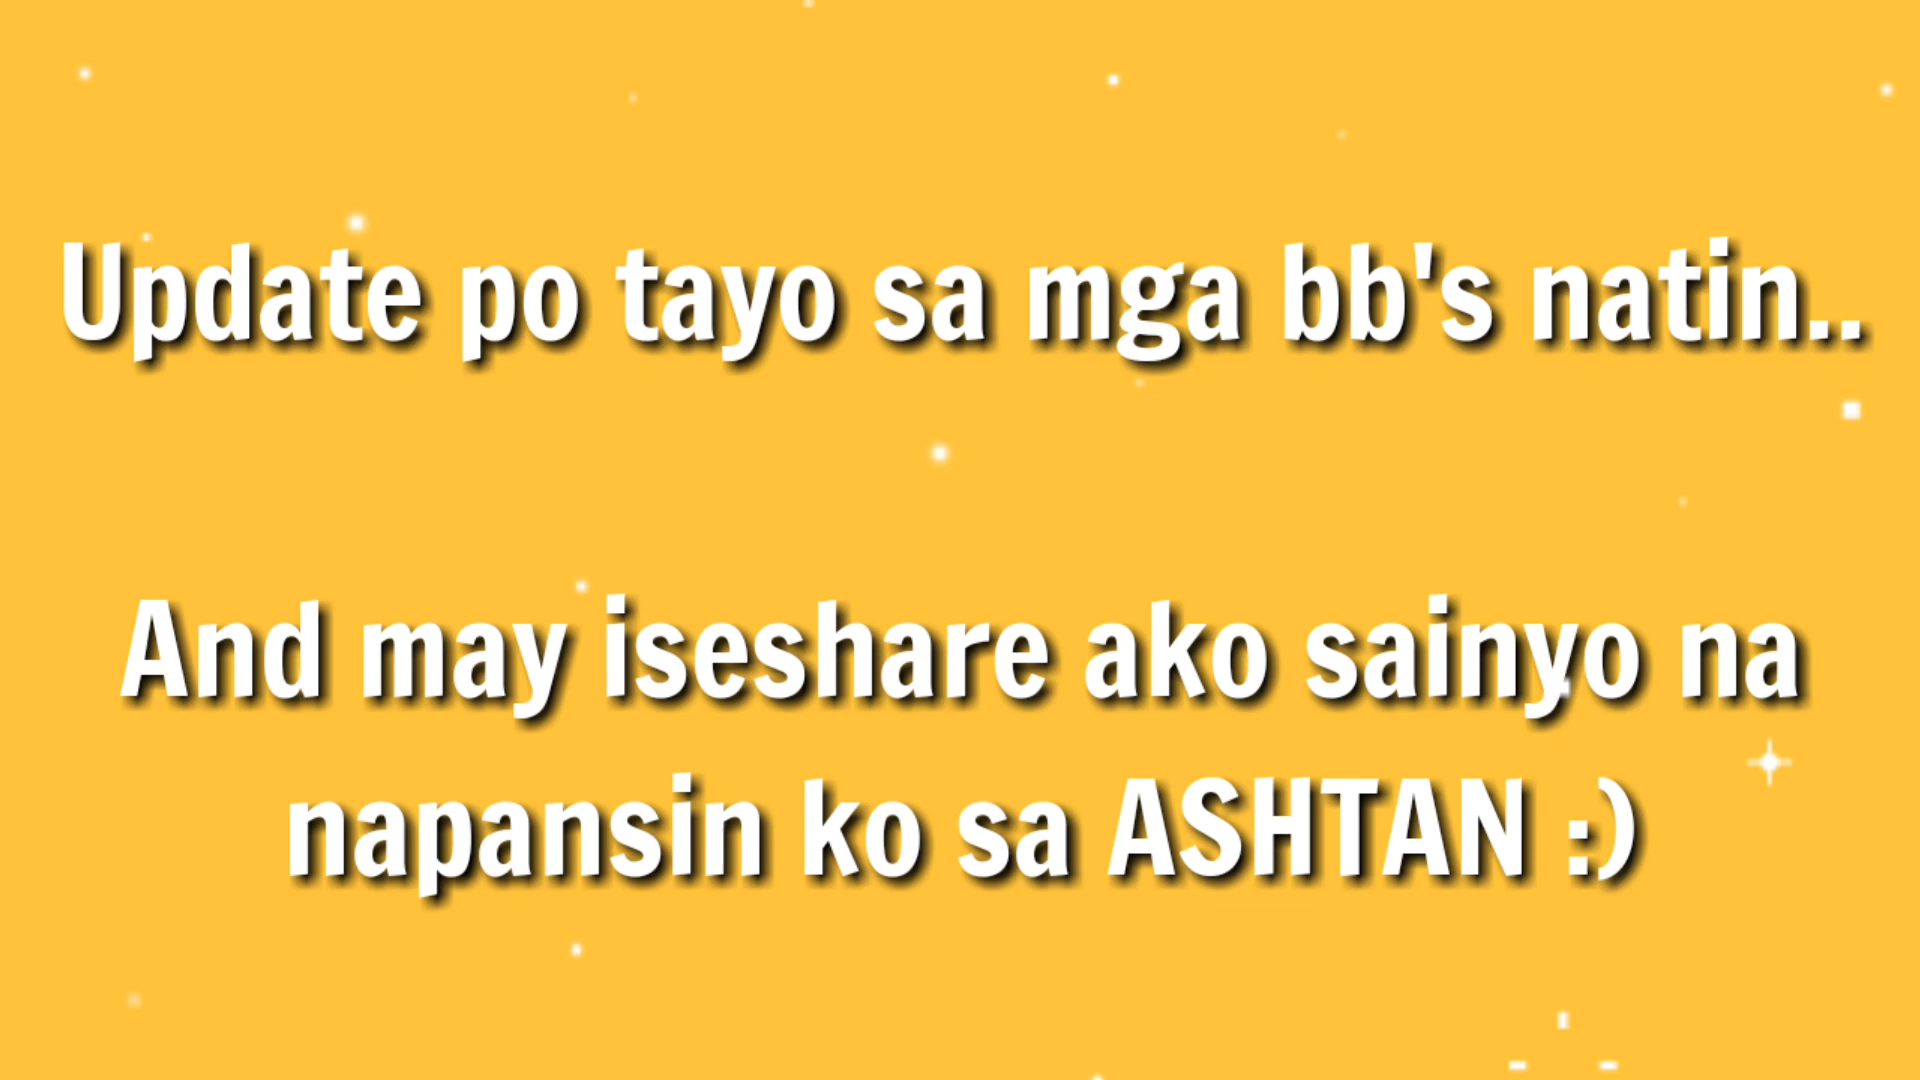 Update po tayo sa mga bb's natin..
And may iseshare ako sainyo na
napansin ko sa ASHTAN :)